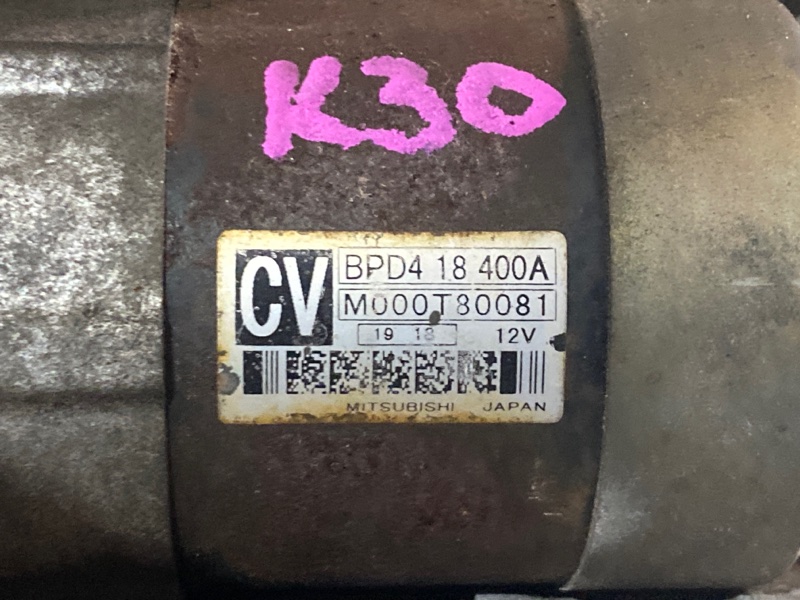 K30
CV
BPD4 18 400A
M000T80081
19 18 12V
MITSUBISHI JAPAN